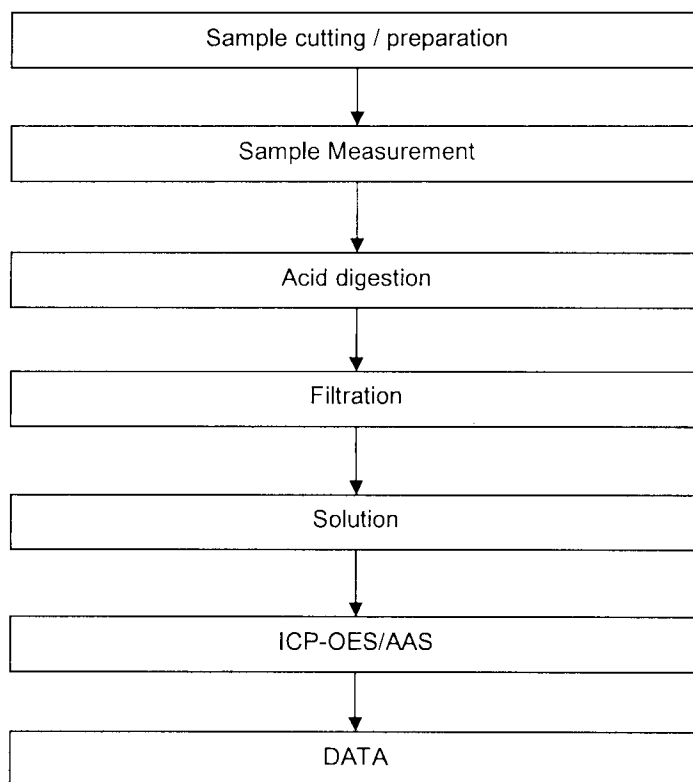 Sample cutting / preparation
Sample Measurement
Acid digestion
Filtration
Solution
ICP-OES/AAS
DATA